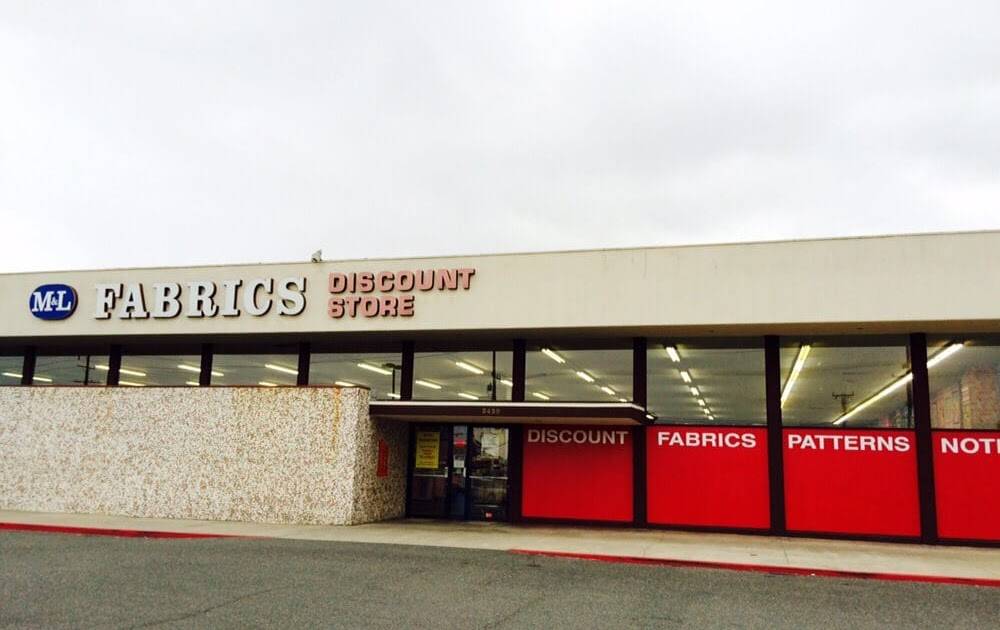 M&L
FABRICS
DISCOUNT
STORE
DISCOUNT
FABRICS
PATTERNS
NOTI